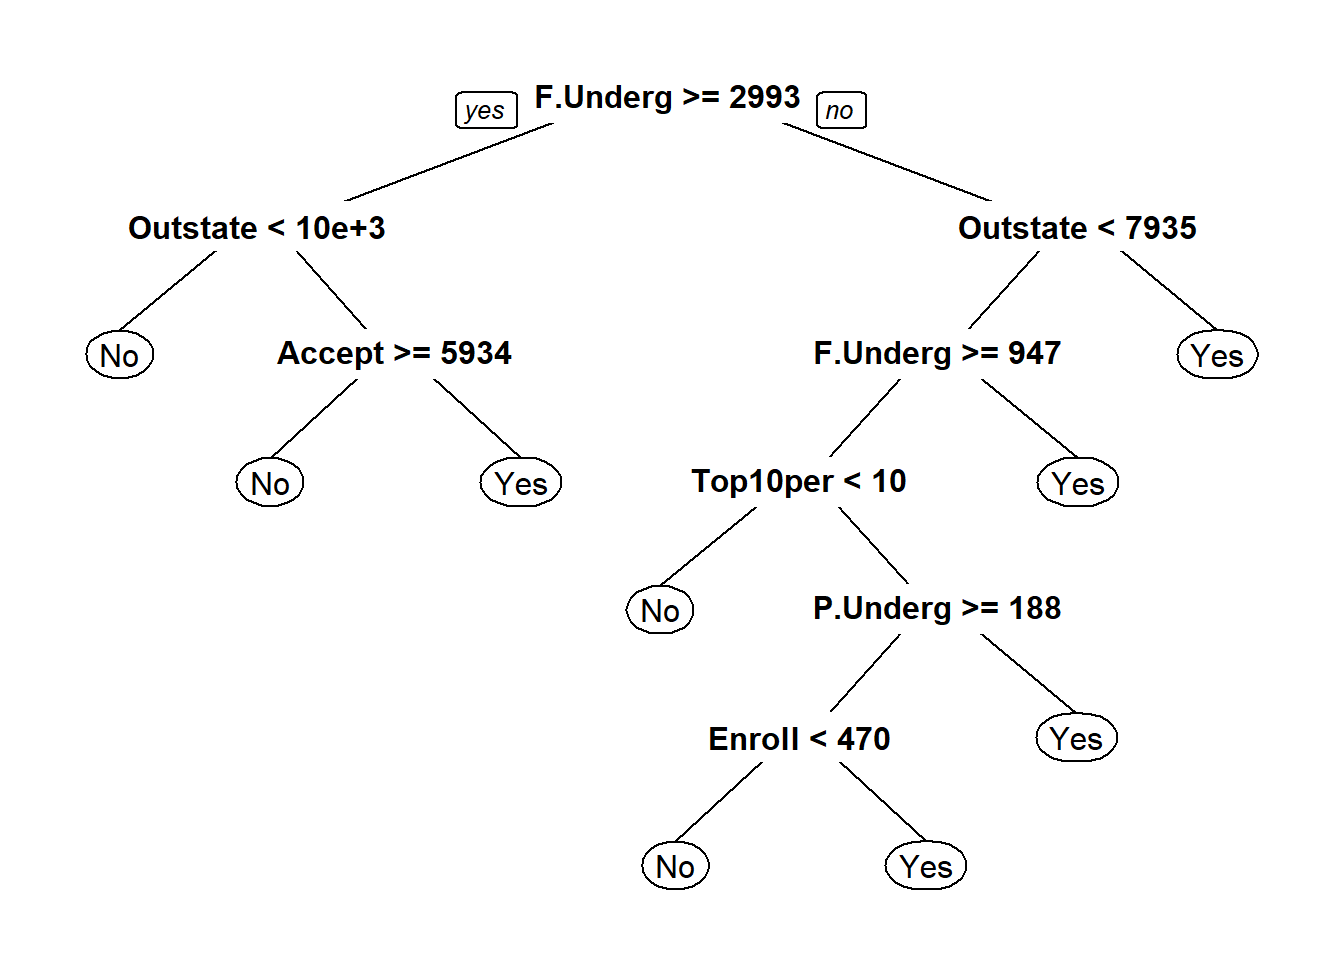 yes F.Underg >= 2993 no
Outstate < 10e+3 Outstate < 7935
No Accept >= 5934 F.Underg >= 947 Yes
No Yes Top10per < 10 Yes
No P.Underg >= 188
Enroll < 470 Yes
No Yes